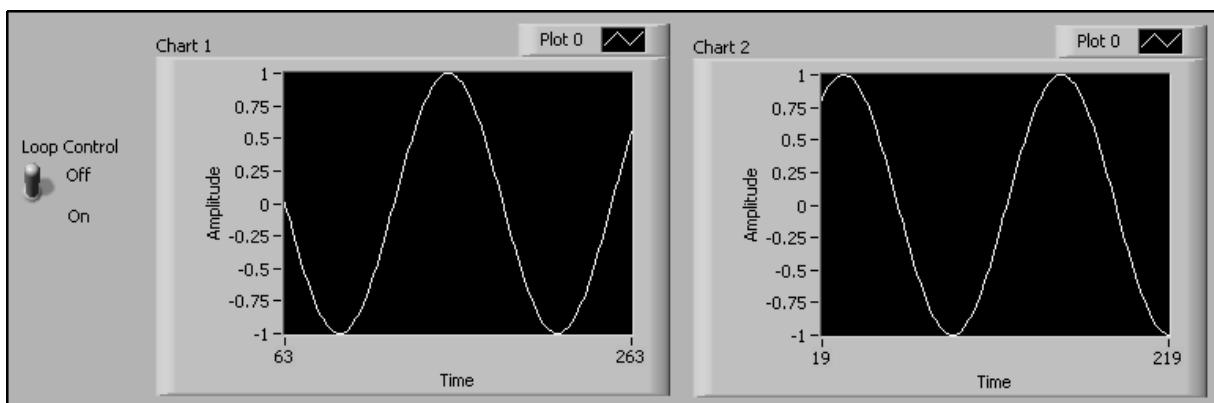 Loop Control
Off
On
Chart 1
Plot 0
Amplitude
1
0.75
0.5
0.25
0
-0.25
-0.5
-0.75
-1
63
263
Time
Chart 2
Plot 0
Amplitude
1
0.75
0.5
0.25
0
-0.25
-0.5
-0.75
-1
19
219
Time